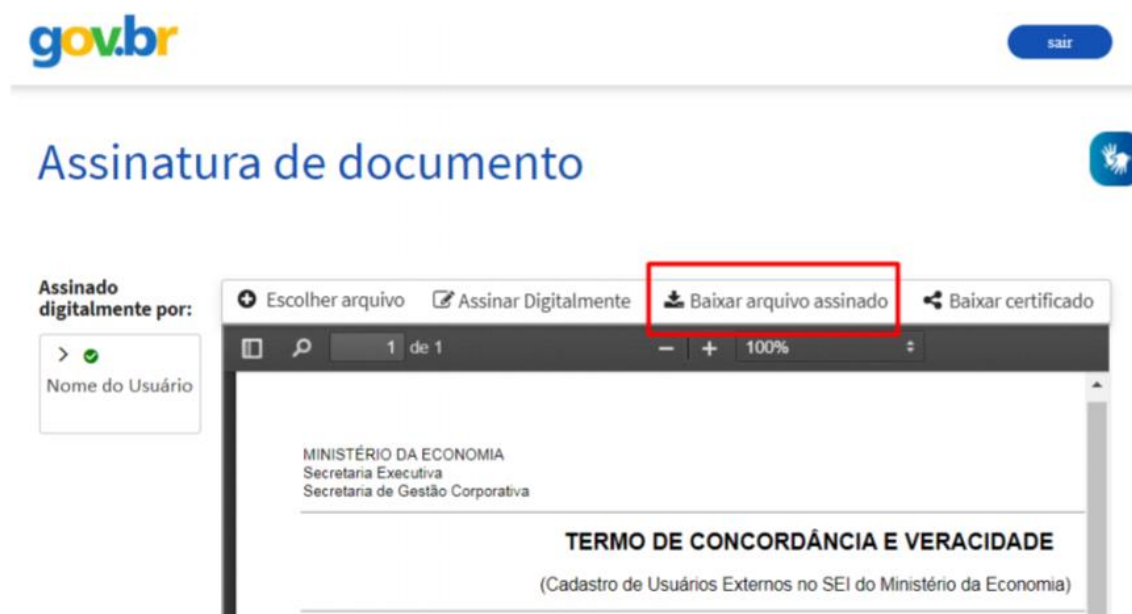 gov.br
sair
Assinatura de documento
Assinado
digitalmente por:
Nome do Usuário
Escolher arquivo Assinar Digitalmente Baixar arquivo assinado Baixar certificado
1 de 1 100%
MINISTÉRIO DA ECONOMIA
Secretaria Executiva
Secretaria de Gestão Corporativa
TERMO DE CONCORDÂNCIA E VERACIDADE
(Cadastro de Usuários Externos no SEI do Ministério da Economia)